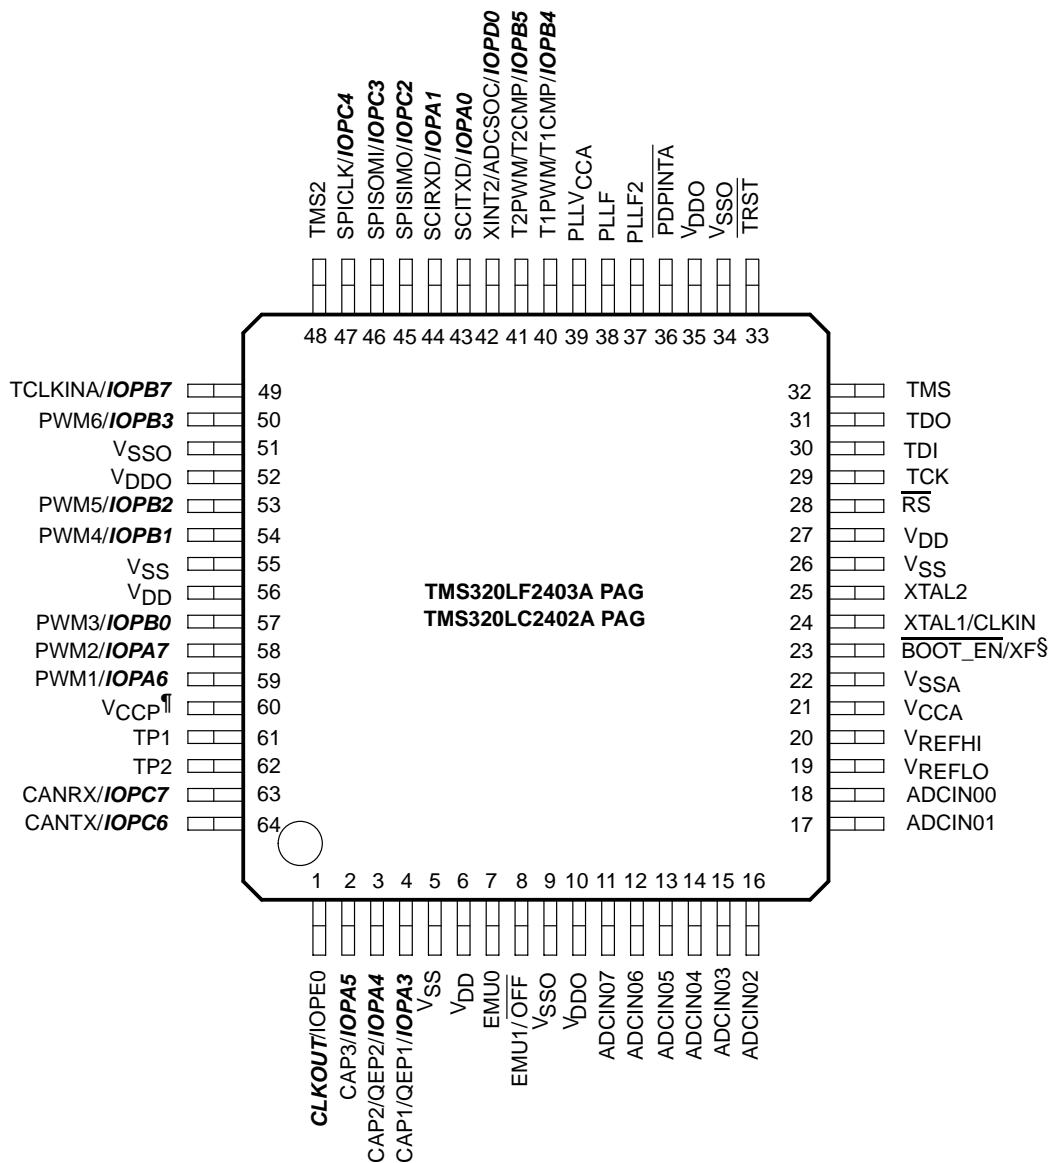 TMS2
SPICLK/IOPC4
SPISOMI/IOPC3
SPISIMO/IOPC2
SCIRXD/IOPA1
SCITXD/IOPA0
XINT2/ADCSOC/IOPD0
T2PWM/T2CMP/IOPB5
T1PWM/T1CMP/IOPB4
PLLVCCA
PLLF
PLLF2
PDPINTA
VDDO
VSSO
TRST
48 47 46 45 44 43 42 41 40 39 38 37 36 35 34 33
TCLKINA/IOPB7 49
PWM6/IOPB3 50
VSSO 51
VDDO 52
PWM5/IOPB2 53
PWM4/IOPB1 54
VSS 55
VDD 56
PWM3/IOPB0 57
PWM2/IOPA7 58
PWM1/IOPA6 59
VCCP¶ 60
TP1 61
TP2 62
CANRX/IOPC7 63
CANTX/IOPC6 64
TMS320LF2403A PAG
TMS320LC2402A PAG
32 TMS
31 TDO
30 TDI
29 TCK
28 RS
27 VDD
26 VSS
25 XTAL2
24 XTAL1/CLKIN
23 BOOT_EN/XF§
22 VSSA
21 VCCA
20 VREFHI
19 VREFLO
18 ADCIN00
17 ADCIN01
1 2 3 4 5 6 7 8 9 10 11 12 13 14 15 16
CLKOUT/IOPE0
CAP3/IOPA5
CAP2/QEP2/IOPA4
CAP1/QEP1/IOPA3
VSS
VDD
EMU0
EMU1/OFF
VSSO
VDDO
ADCIN07
ADCIN06
ADCIN05
ADCIN04
ADCIN03
ADCIN02